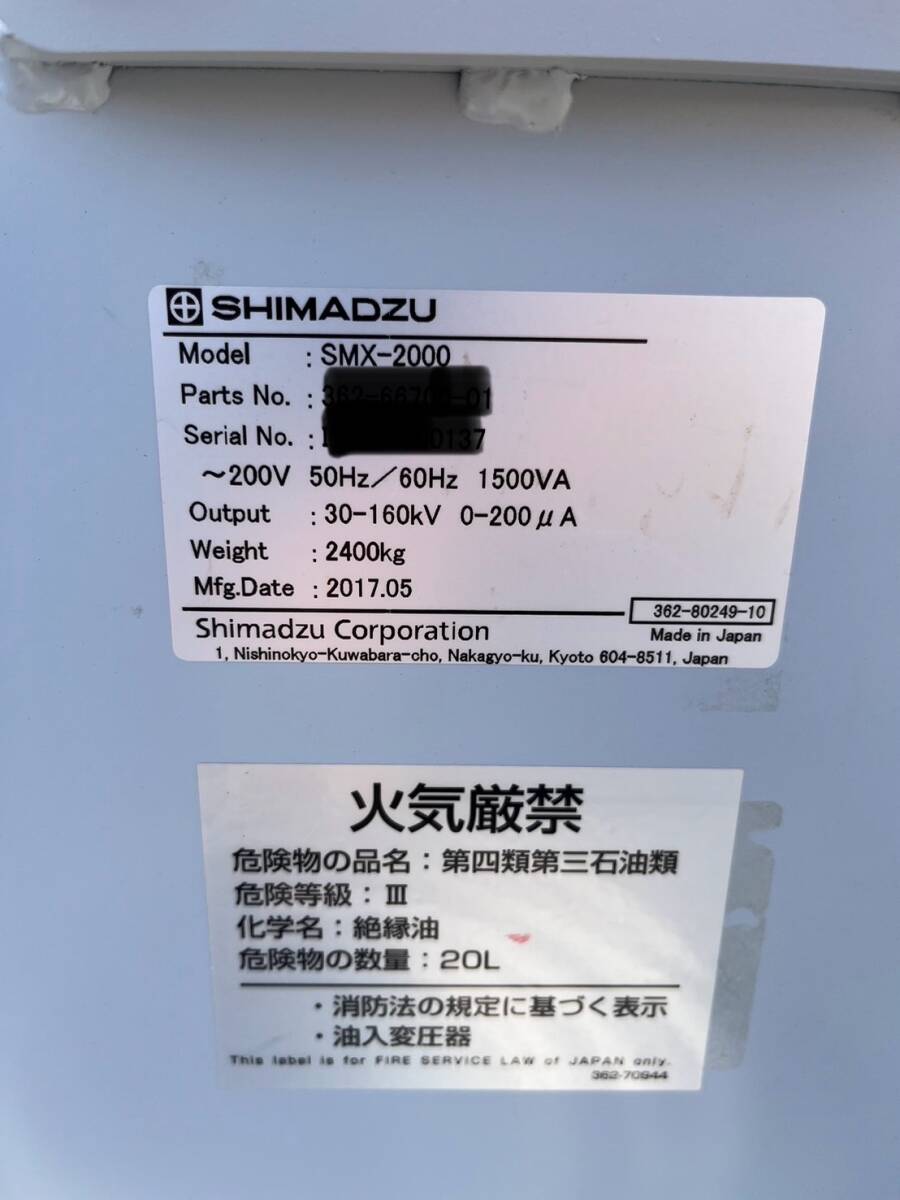 SHIMADZU
Model : SMX-2000
Parts No. :
Serial No. :
～200V 50Hz／60Hz 1500VA
Output : 30-160kV 0-200μA
Weight : 2400kg
Mfg.Date : 2017.05
362-80249-10
Shimadzu Corporation
Made in Japan
1, Nishinokyo-Kuwabara-cho, Nakagyo-ku, Kyoto 604-8511, Japan
火気厳禁
危険物の品名：第四類第三石油類
危険等級：Ⅲ
化学名：絶縁油
危険物の数量：20L
・消防法の規定に基づく表示
・油入変圧器
This label is for FIRE SERVICE LAW of JAPAN only.
362-70844